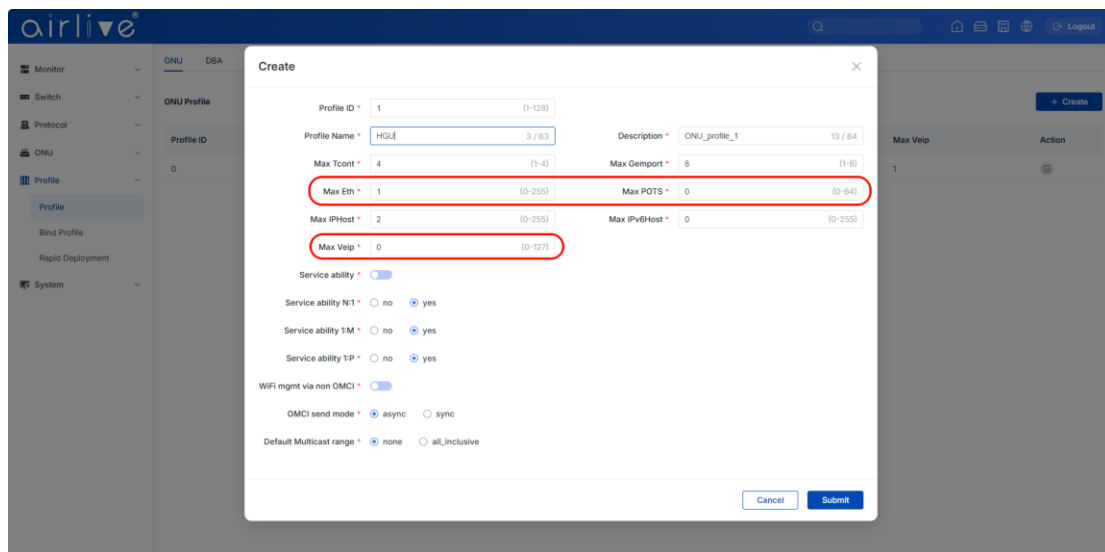 airlive®
Logout
Monitor
Switch
Protocol
ONU
Profile
Profile
Bind Profile
Rapid Deployment
System
ONU DBA
ONU Profile
+ Create
Profile ID Max Veip Action
0 1
Create
Profile ID * 1 (1-128)
Profile Name * HGU 3 / 63 Description * ONU_profile_1 13 / 64
Max Tcont * 4 (1-4) Max Gemport * 8 (1-8)
Max Eth * 1 (0-255) Max POTS * 0 (0-64)
Max IPHost * 2 (0-255) Max IPv6Host * 0 (0-255)
Max Veip * 0 (0-127)
Service ability *
Service ability N:1 * no yes
Service ability 1:M * no yes
Service ability 1:P * no yes
WiFi mgmt via non OMCI *
OMCI send mode * async sync
Default Multicast range * none all_inclusive
Cancel Submit